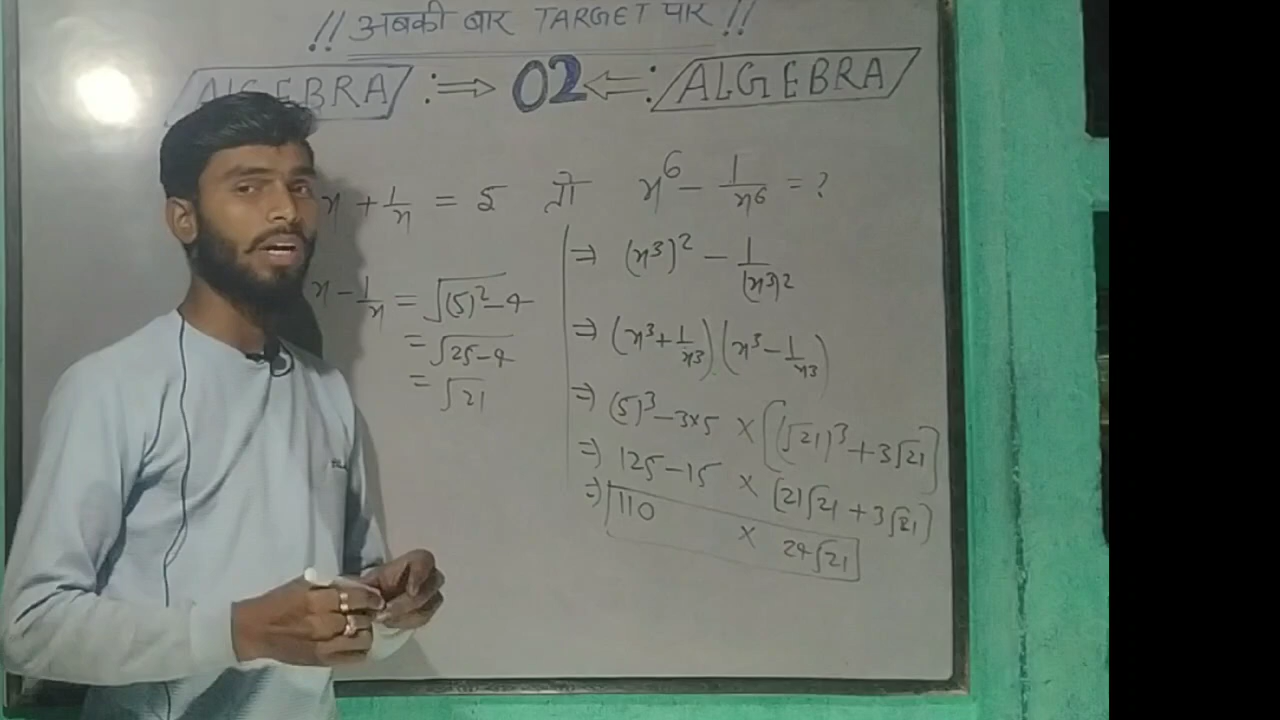 !! अबकी बार TARGET पार !!
ALGEBRA :⇒ 02 ⇐: ALGEBRA
x + 1/x = 5 तो x⁶ - 1/x⁶ = ?
x - 1/x = √(5)² - 4
= √25-4
= √21
⇒ (x³)² - 1/(x³)²
⇒ (x³ + 1/x³) (x³ - 1/x³)
⇒ (5)³ - 3×5 × [(√21)³ + 3√21]
⇒ 125 - 15 × [21√21 + 3√21]
⇒ 110 × 24√21